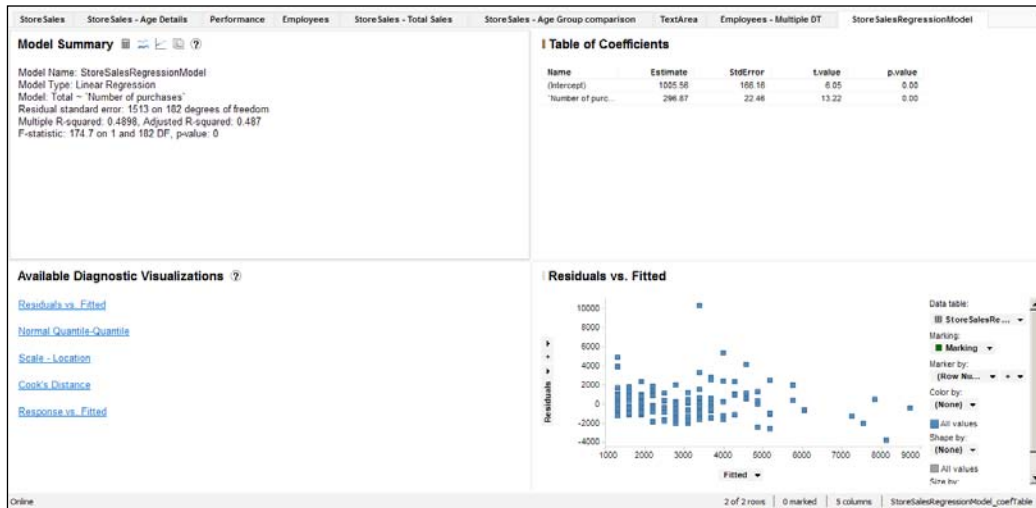 StoreSales StoreSales - Age Details Performance Employees StoreSales - Total Sales StoreSales - Age Group comparison TextArea Employees - Multiple DT StoreSalesRegressionModel
Model Summary ?
Model Name: StoreSalesRegressionModel
Model Type: Linear Regression
Model: Total ~ `Number of purchases`
Residual standard error: 1513 on 182 degrees of freedom
Multiple R-squared: 0.4898, Adjusted R-squared: 0.487
F-statistic: 174.7 on 1 and 182 DF, p-value: 0
Table of Coefficients
Name Estimate StdError t.value p.value
(Intercept) 1005.56 166.16 6.05 0.00
`Number of purc... 296.87 22.46 13.22 0.00
Available Diagnostic Visualizations ?
Residuals vs. Fitted
Normal Quantile-Quantile
Scale - Location
Cook's Distance
Response vs. Fitted
Residuals vs. Fitted
10000
8000
6000
4000
2000
0
-2000
-4000
Residuals
1000 2000 3000 4000 5000 6000 7000 8000 9000
Fitted
Data table:
StoreSalesRe...
Marking:
Marking
Marker by:
(Row Nu... +
Color by:
(None)
All values
Shape by:
(None)
All values
Size by:
Online 2 of 2 rows 0 marked 5 columns StoreSalesRegressionModel_coefTable